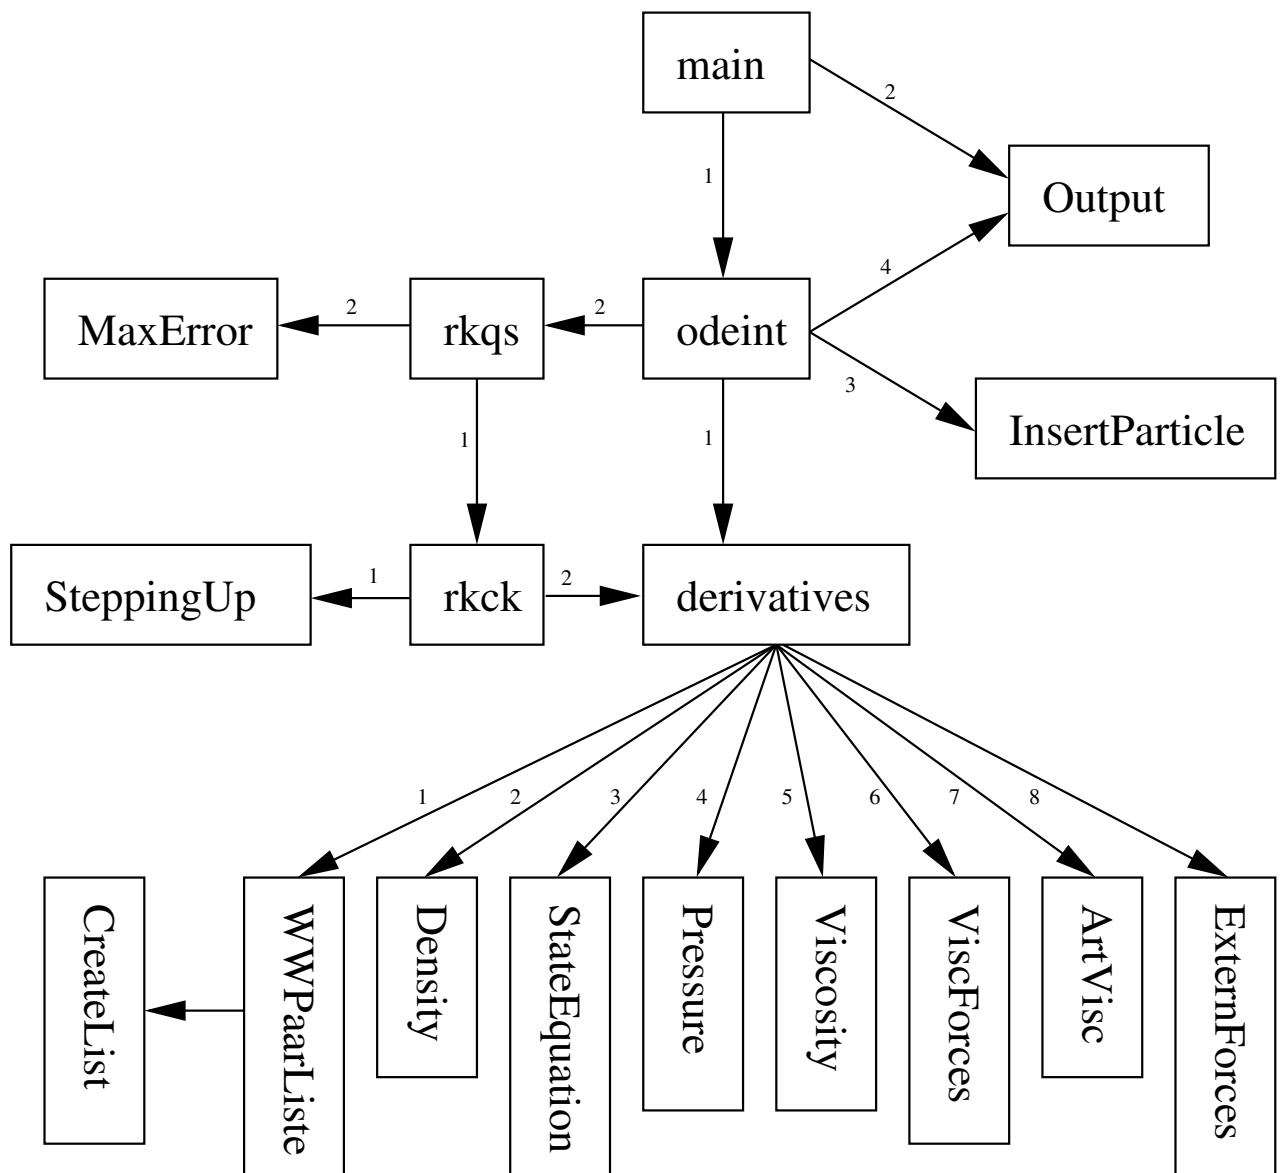 main
2
1
Output
4
MaxError
2
rkqs
2
odeint
3
InsertParticle
1
1
SteppingUp
1
rkck
2
derivatives
1
2
3
4
5
6
7
8
CreateList
WWPaarListe
Density
StateEquation
Pressure
Viscosity
ViscForces
ArtVisc
ExternForces